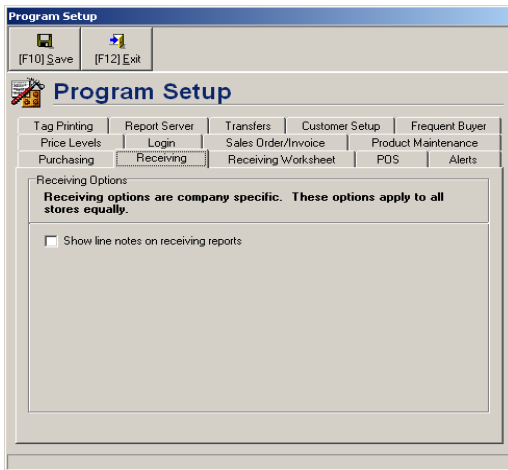 Program Setup
[F10] Save [F12] Exit
Program Setup
Tag Printing Report Server Transfers Customer Setup Frequent Buyer
Price Levels Login Sales Order/Invoice Product Maintenance
Purchasing Receiving Receiving Worksheet POS Alerts
Receiving Options
Receiving options are company specific. These options apply to all
stores equally.
Show line notes on receiving reports